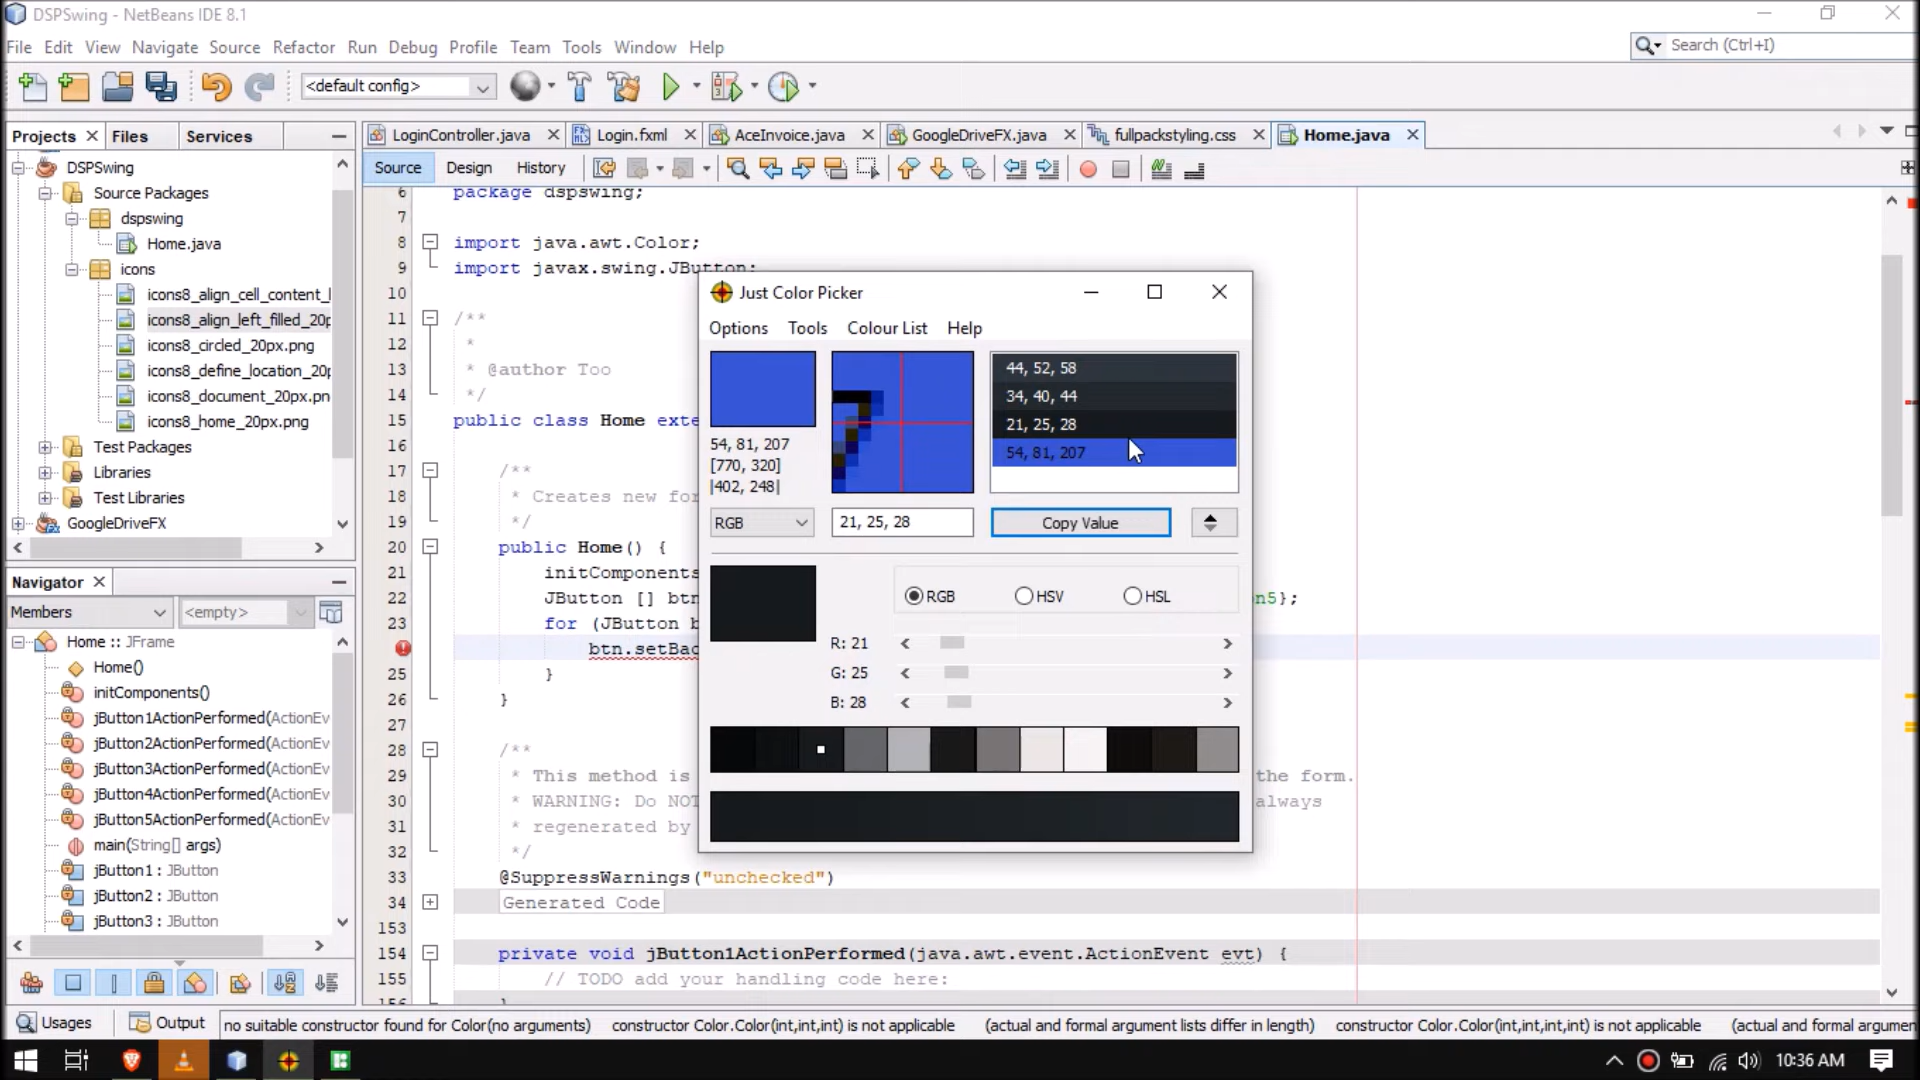 DSPSwing - NetBeans IDE 8.1
File Edit View Navigate Source Refactor Run Debug Profile Team Tools Window Help
Search (Ctrl+I)
<default config>
Projects Files Services
LoginController.java Login.fxml AceInvoice.java GoogleDriveFX.java fullpackstyling.css Home.java
Source Design History
DSPSwing
Source Packages
dspswing
Home.java
icons
icons8_align_cell_content_l
icons8_align_left_filled_20p
icons8_circled_20px.png
icons8_define_location_20p
icons8_document_20px.pn
icons8_home_20px.png
Test Packages
Libraries
Test Libraries
GoogleDriveFX
Navigator
Members <empty>
Home :: JFrame
Home()
initComponents()
jButton1ActionPerformed(ActionEv
jButton2ActionPerformed(ActionEv
jButton3ActionPerformed(ActionEv
jButton4ActionPerformed(ActionEv
jButton5ActionPerformed(ActionEv
main(String[] args)
jButton1 : JButton
jButton2 : JButton
jButton3 : JButton
6 package dspswing;
7
8 import java.awt.Color;
9 import javax.swing.JButton;
10
11 /**
12 *
13 * @author Too
14 */
15 public class Home exte
16
17 /**
18 * Creates new for
19 */
20 public Home() {
21 initComponents
22 JButton [] btn n5};
23 for (JButton b
btn.setBac
25 }
26 }
27
28 /**
29 * This method is the form.
30 * WARNING: Do NOT always
31 * regenerated by
32 */
33 @SuppressWarnings("unchecked")
34 Generated Code
153
154 private void jButton1ActionPerformed(java.awt.event.ActionEvent evt) {
155 // TODO add your handling code here:
156 }
Just Color Picker
Options Tools Colour List Help
54, 81, 207
[770, 320]
|402, 248|
44, 52, 58
34, 40, 44
21, 25, 28
54, 81, 207
RGB 21, 25, 28 Copy Value
RGB HSV HSL
R: 21
G: 25
B: 28
Usages Output no suitable constructor found for Color(no arguments) constructor Color.Color(int,int,int) is not applicable (actual and formal argument lists differ in length) constructor Color.Color(int,int,int,int) is not applicable (actual and formal argumen
10:36 AM